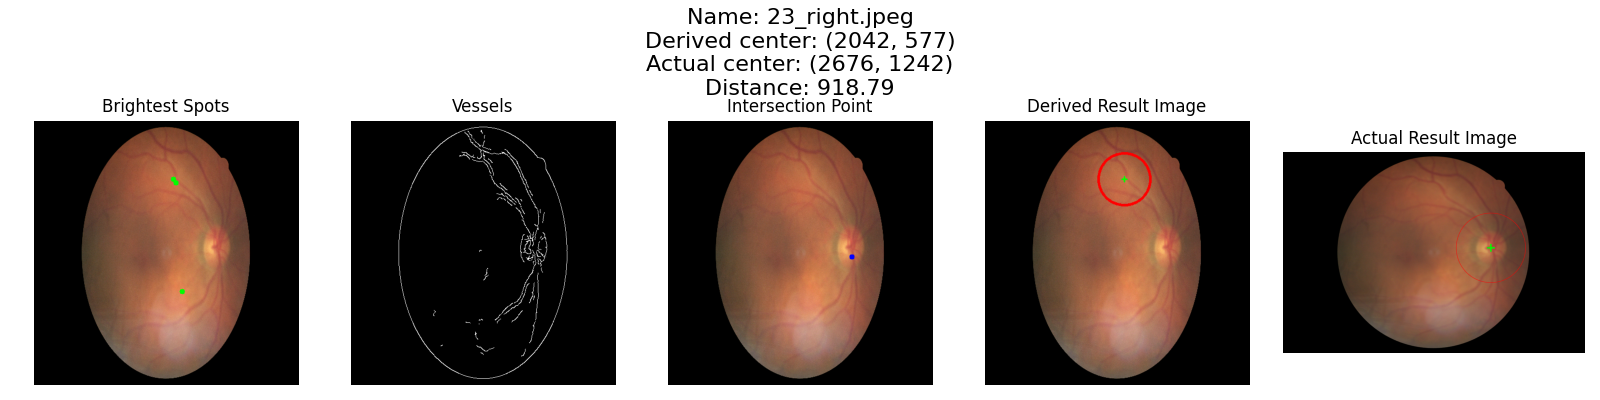 Name: 23_right.jpeg
Derived center: (2042, 577)
Actual center: (2676, 1242)
Distance: 918.79
Brightest Spots
Vessels
Intersection Point
Derived Result Image
Actual Result Image